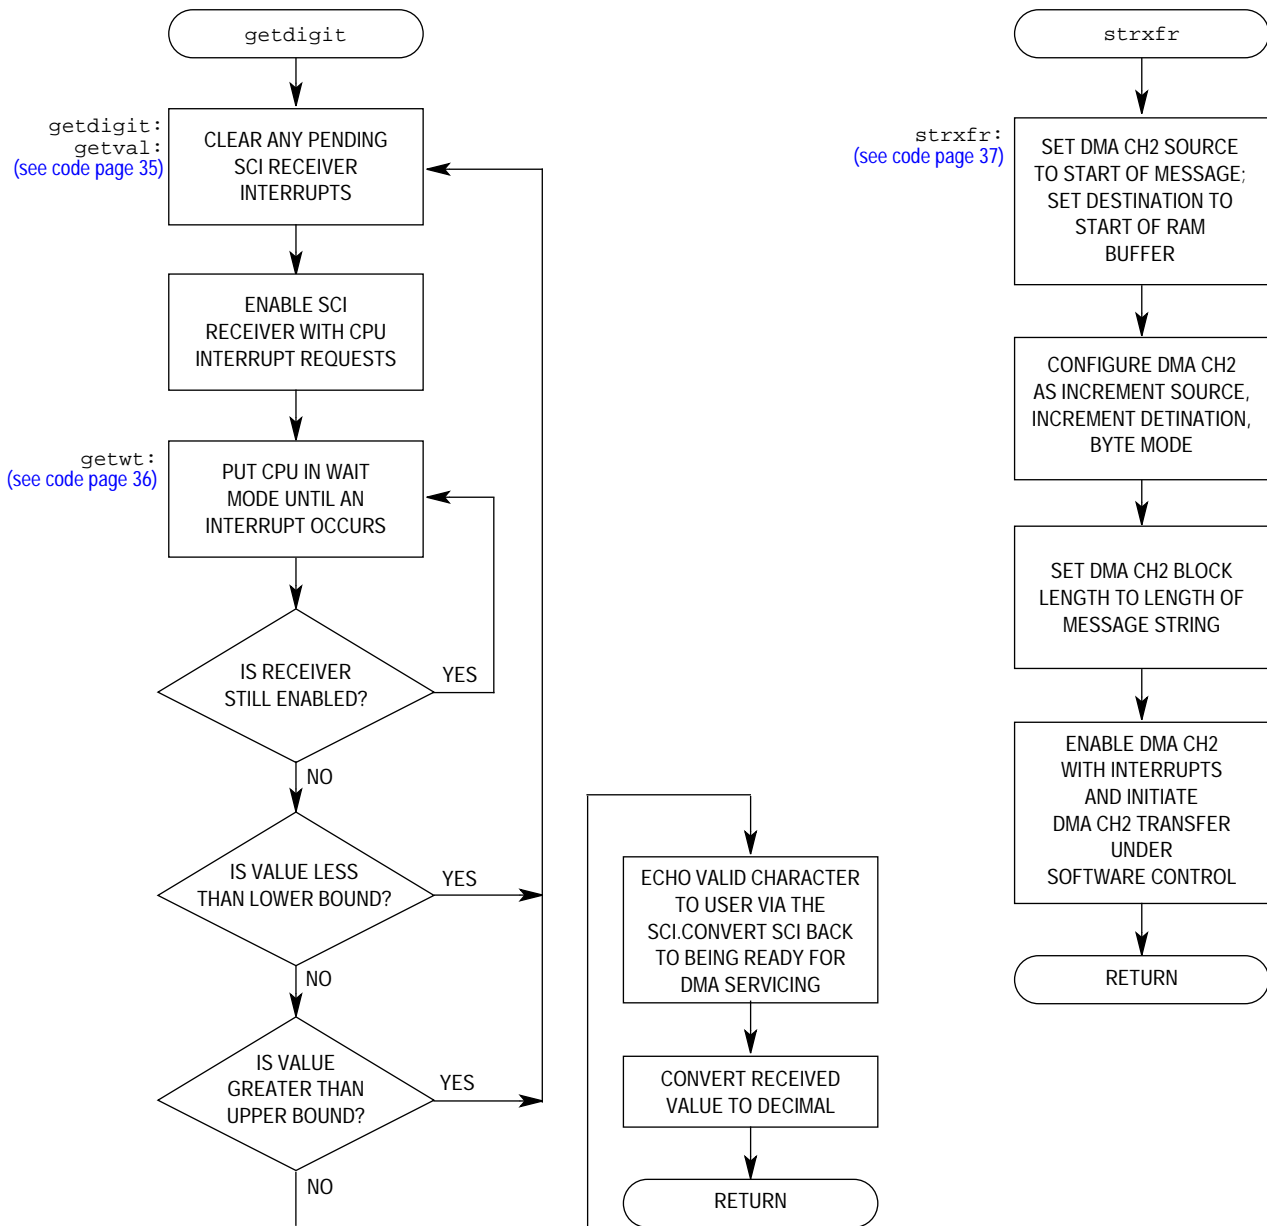 getdigit
getdigit:
getval:
(see code page 35)
CLEAR ANY PENDING
SCI RECEIVER
INTERRUPTS
ENABLE SCI
RECEIVER WITH CPU
INTERRUPT REQUESTS
getwt:
(see code page 36)
PUT CPU IN WAIT
MODE UNTIL AN
INTERRUPT OCCURS
IS RECEIVER
STILL ENABLED?
YES
NO
IS VALUE LESS
THAN LOWER BOUND?
YES
NO
IS VALUE
GREATER THAN
UPPER BOUND?
YES
NO
ECHO VALID CHARACTER
TO USER VIA THE
SCI.CONVERT SCI BACK
TO BEING READY FOR
DMA SERVICING
CONVERT RECEIVED
VALUE TO DECIMAL
RETURN
strxfr
strxfr:
(see code page 37)
SET DMA CH2 SOURCE
TO START OF MESSAGE;
SET DESTINATION TO
START OF RAM
BUFFER
CONFIGURE DMA CH2
AS INCREMENT SOURCE,
INCREMENT DETINATION,
BYTE MODE
SET DMA CH2 BLOCK
LENGTH TO LENGTH OF
MESSAGE STRING
ENABLE DMA CH2
WITH INTERRUPTS
AND INITIATE
DMA CH2 TRANSFER
UNDER
SOFTWARE CONTROL
RETURN